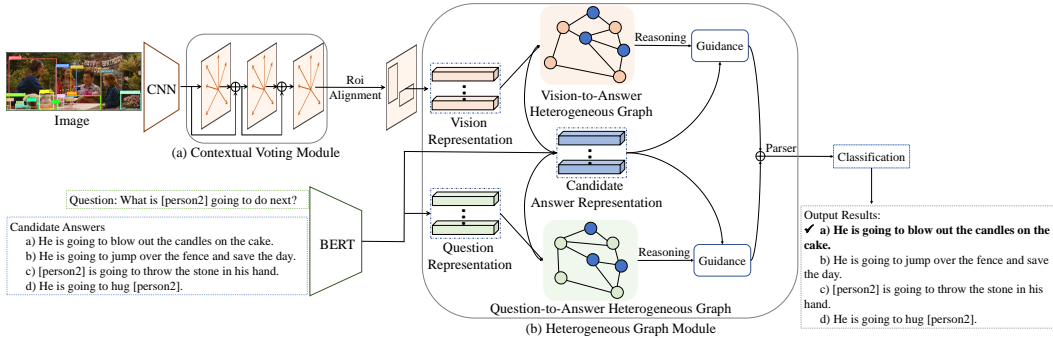 Image
CNN
(a) Contextual Voting Module
Roi
Alignment
Vision
Representation
Vision-to-Answer
Heterogeneous Graph
Reasoning
Guidance
Candidate
Answer Representation
Question: What is [person2] going to do next?
Candidate Answers
a) He is going to blow out the candles on the cake.
b) He is going to jump over the fence and save the day.
c) [person2] is going to throw the stone in his hand.
d) He is going to hug [person2].
BERT
Question
Representation
Reasoning
Guidance
Question-to-Answer Heterogeneous Graph
(b) Heterogeneous Graph Module
Parser
Classification
Output Results:
✔ a) He is going to blow out the candles on the
cake.
b) He is going to jump over the fence and save
the day.
c) [person2] is going to throw the stone in his
hand.
d) He is going to hug [person2].